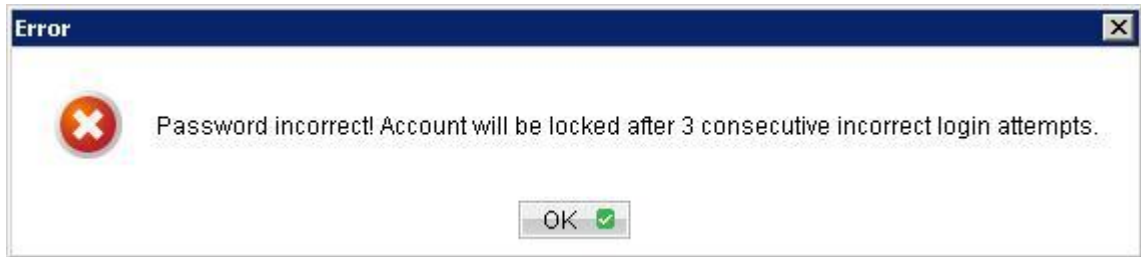 Error
Password incorrect! Account will be locked after 3 consecutive incorrect login attempts.
OK